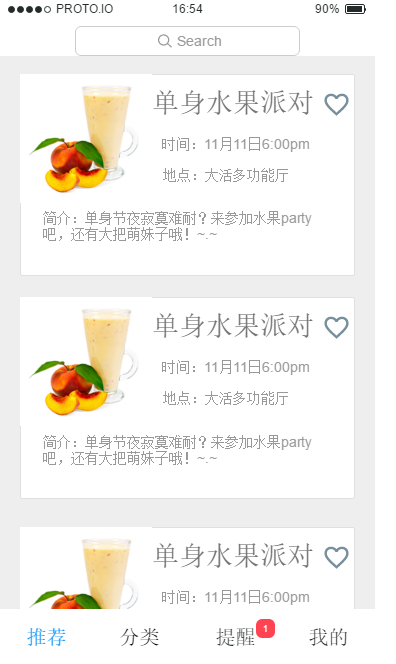 PROTO.IO 16:54 90%
Search
单身水果派对
时间：11月11日6:00pm
地点：大活多功能厅
简介：单身节夜寂寞难耐？来参加水果party
吧，还有大把萌妹子哦！~.~
单身水果派对
时间：11月11日6:00pm
地点：大活多功能厅
简介：单身节夜寂寞难耐？来参加水果party
吧，还有大把萌妹子哦！~.~
单身水果派对
时间：11月11日6:00pm
推荐 分类 提醒 1 我的